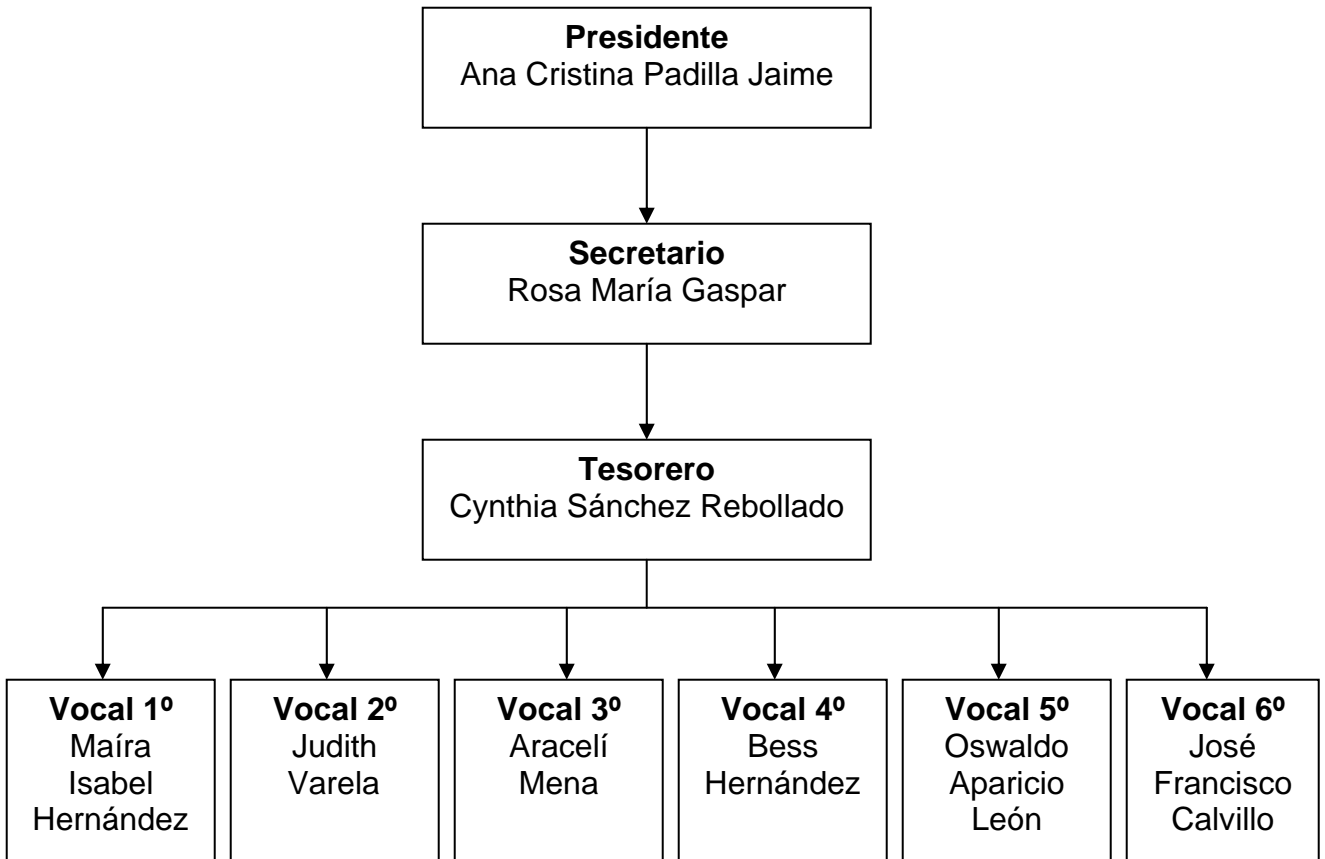 Presidente
Ana Cristina Padilla Jaime
Secretario
Rosa María Gaspar
Tesorero
Cynthia Sánchez Rebollado
Vocal 1º
Maíra
Isabel
Hernández
Vocal 2º
Judith
Varela
Vocal 3º
Aracelí
Mena
Vocal 4º
Bess
Hernández
Vocal 5º
Oswaldo
Aparicio
León
Vocal 6º
José
Francisco
Calvillo